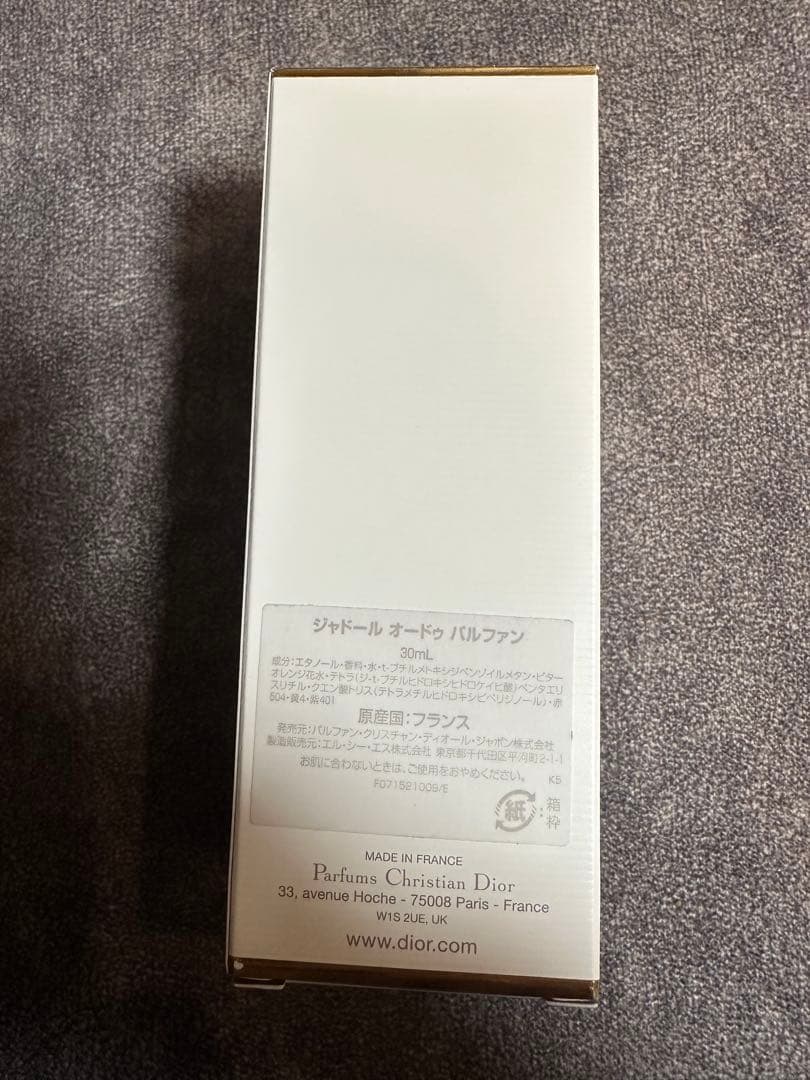 ジャドール オードゥ パルファン
30mL
成分：エタノール・香料・水・t-ブチルメトキシジベンゾイルメタン・ビター
オレンジ花水・テトラ(ジ-t-ブチルヒドロキシヒドロケイヒ酸)ペンタエリ
スリチル・クエン酸トリス(テトラメチルヒドロキシピペリジノール)・赤
504・黄4・紫401
原産国：フランス
発売元：パルファン・クリスチャン・ディオール・ジャポン株式会社
製造販売元：エル・シー・エス株式会社 東京都千代田区平河町2-1-1
お肌に合わないときは、ご使用をおやめください。 K5
F071521009/E
紙：箱
枠
MADE IN FRANCE
Parfums Christian Dior
33, avenue Hoche - 75008 Paris - France
W1S 2UE, UK
www.dior.com